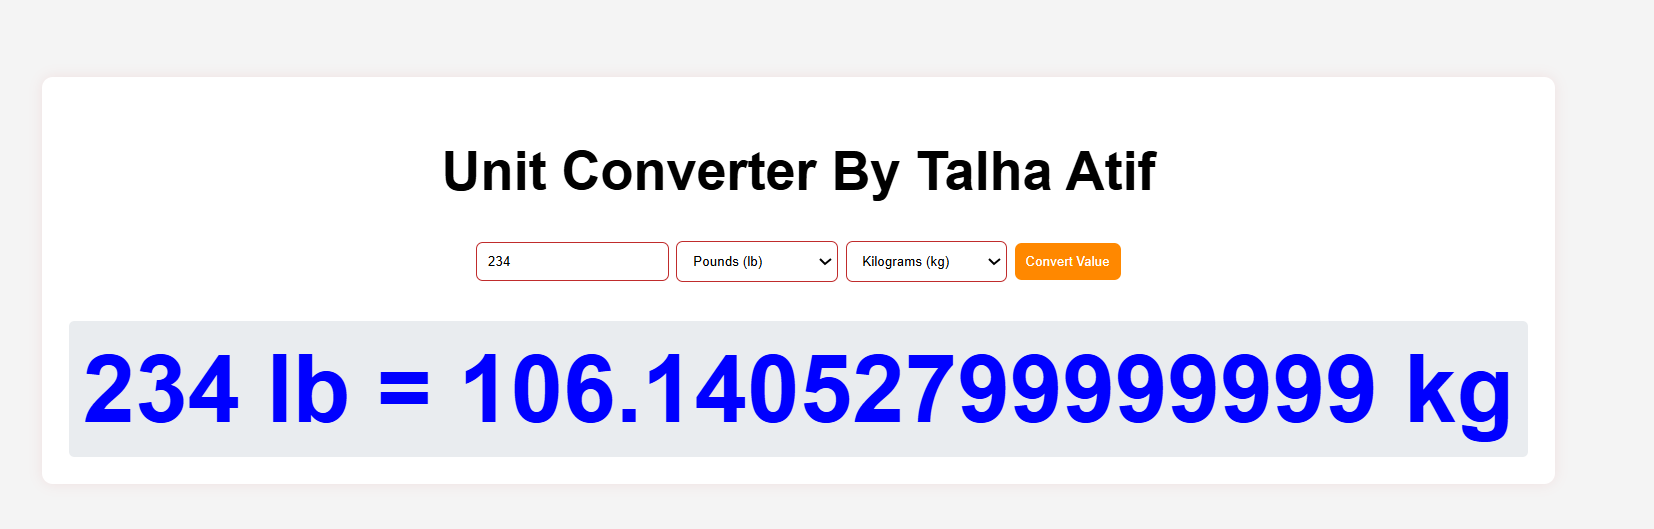 Unit Converter By Talha Atif
234 Pounds (lb) Kilograms (kg) Convert Value
234 lb = 106.14052799999999 kg